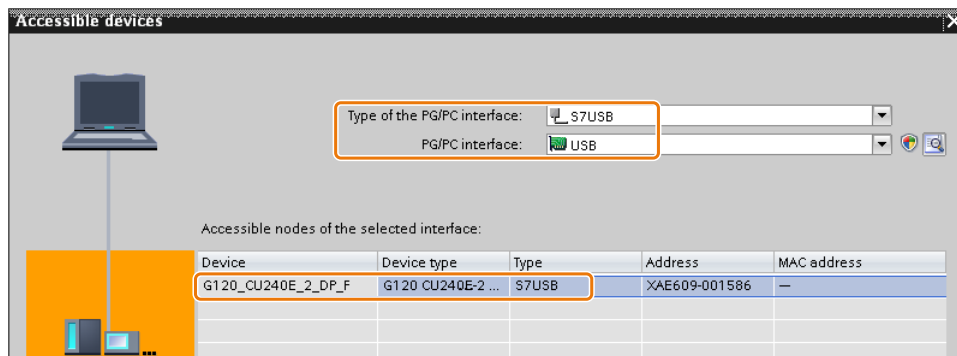 Accessible devices
Type of the PG/PC interface: S7USB
PG/PC interface: USB
Accessible nodes of the selected interface:
Device Device type Type Address MAC address
G120_CU240E_2_DP_F G120 CU240E-2 ... S7USB XAE609-001586 —